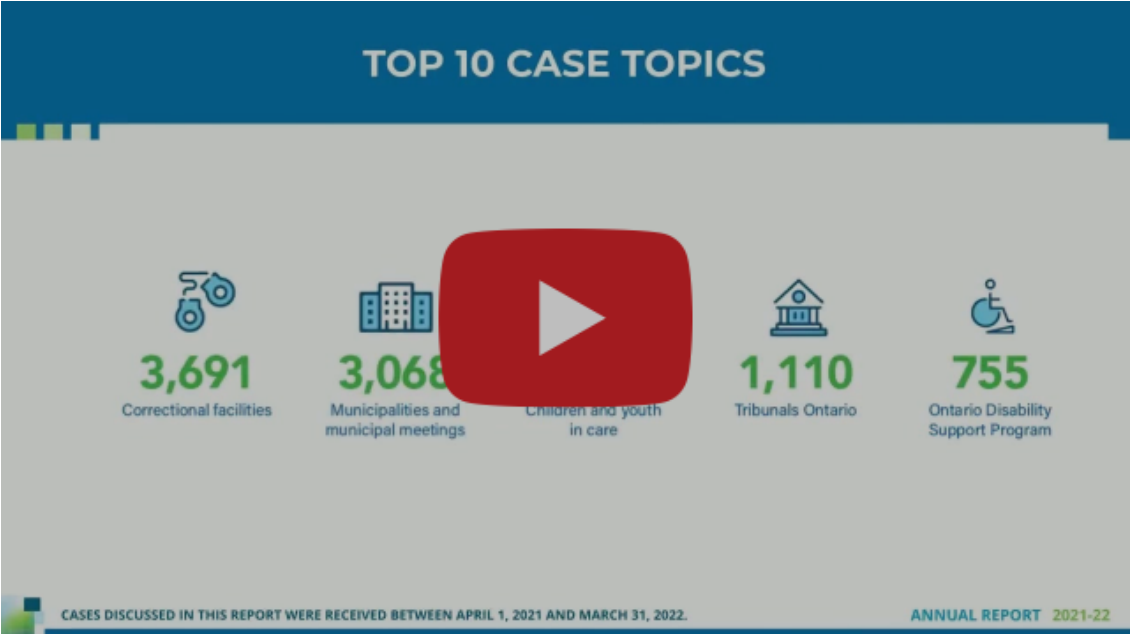 TOP 10 CASE TOPICS
3,691
Correctional facilities
3,068
Municipalities and
municipal meetings
Children and youth
in care
1,110
Tribunals Ontario
755
Ontario Disability
Support Program
CASES DISCUSSED IN THIS REPORT WERE RECEIVED BETWEEN APRIL 1, 2021 AND MARCH 31, 2022.
ANNUAL REPORT 2021-22